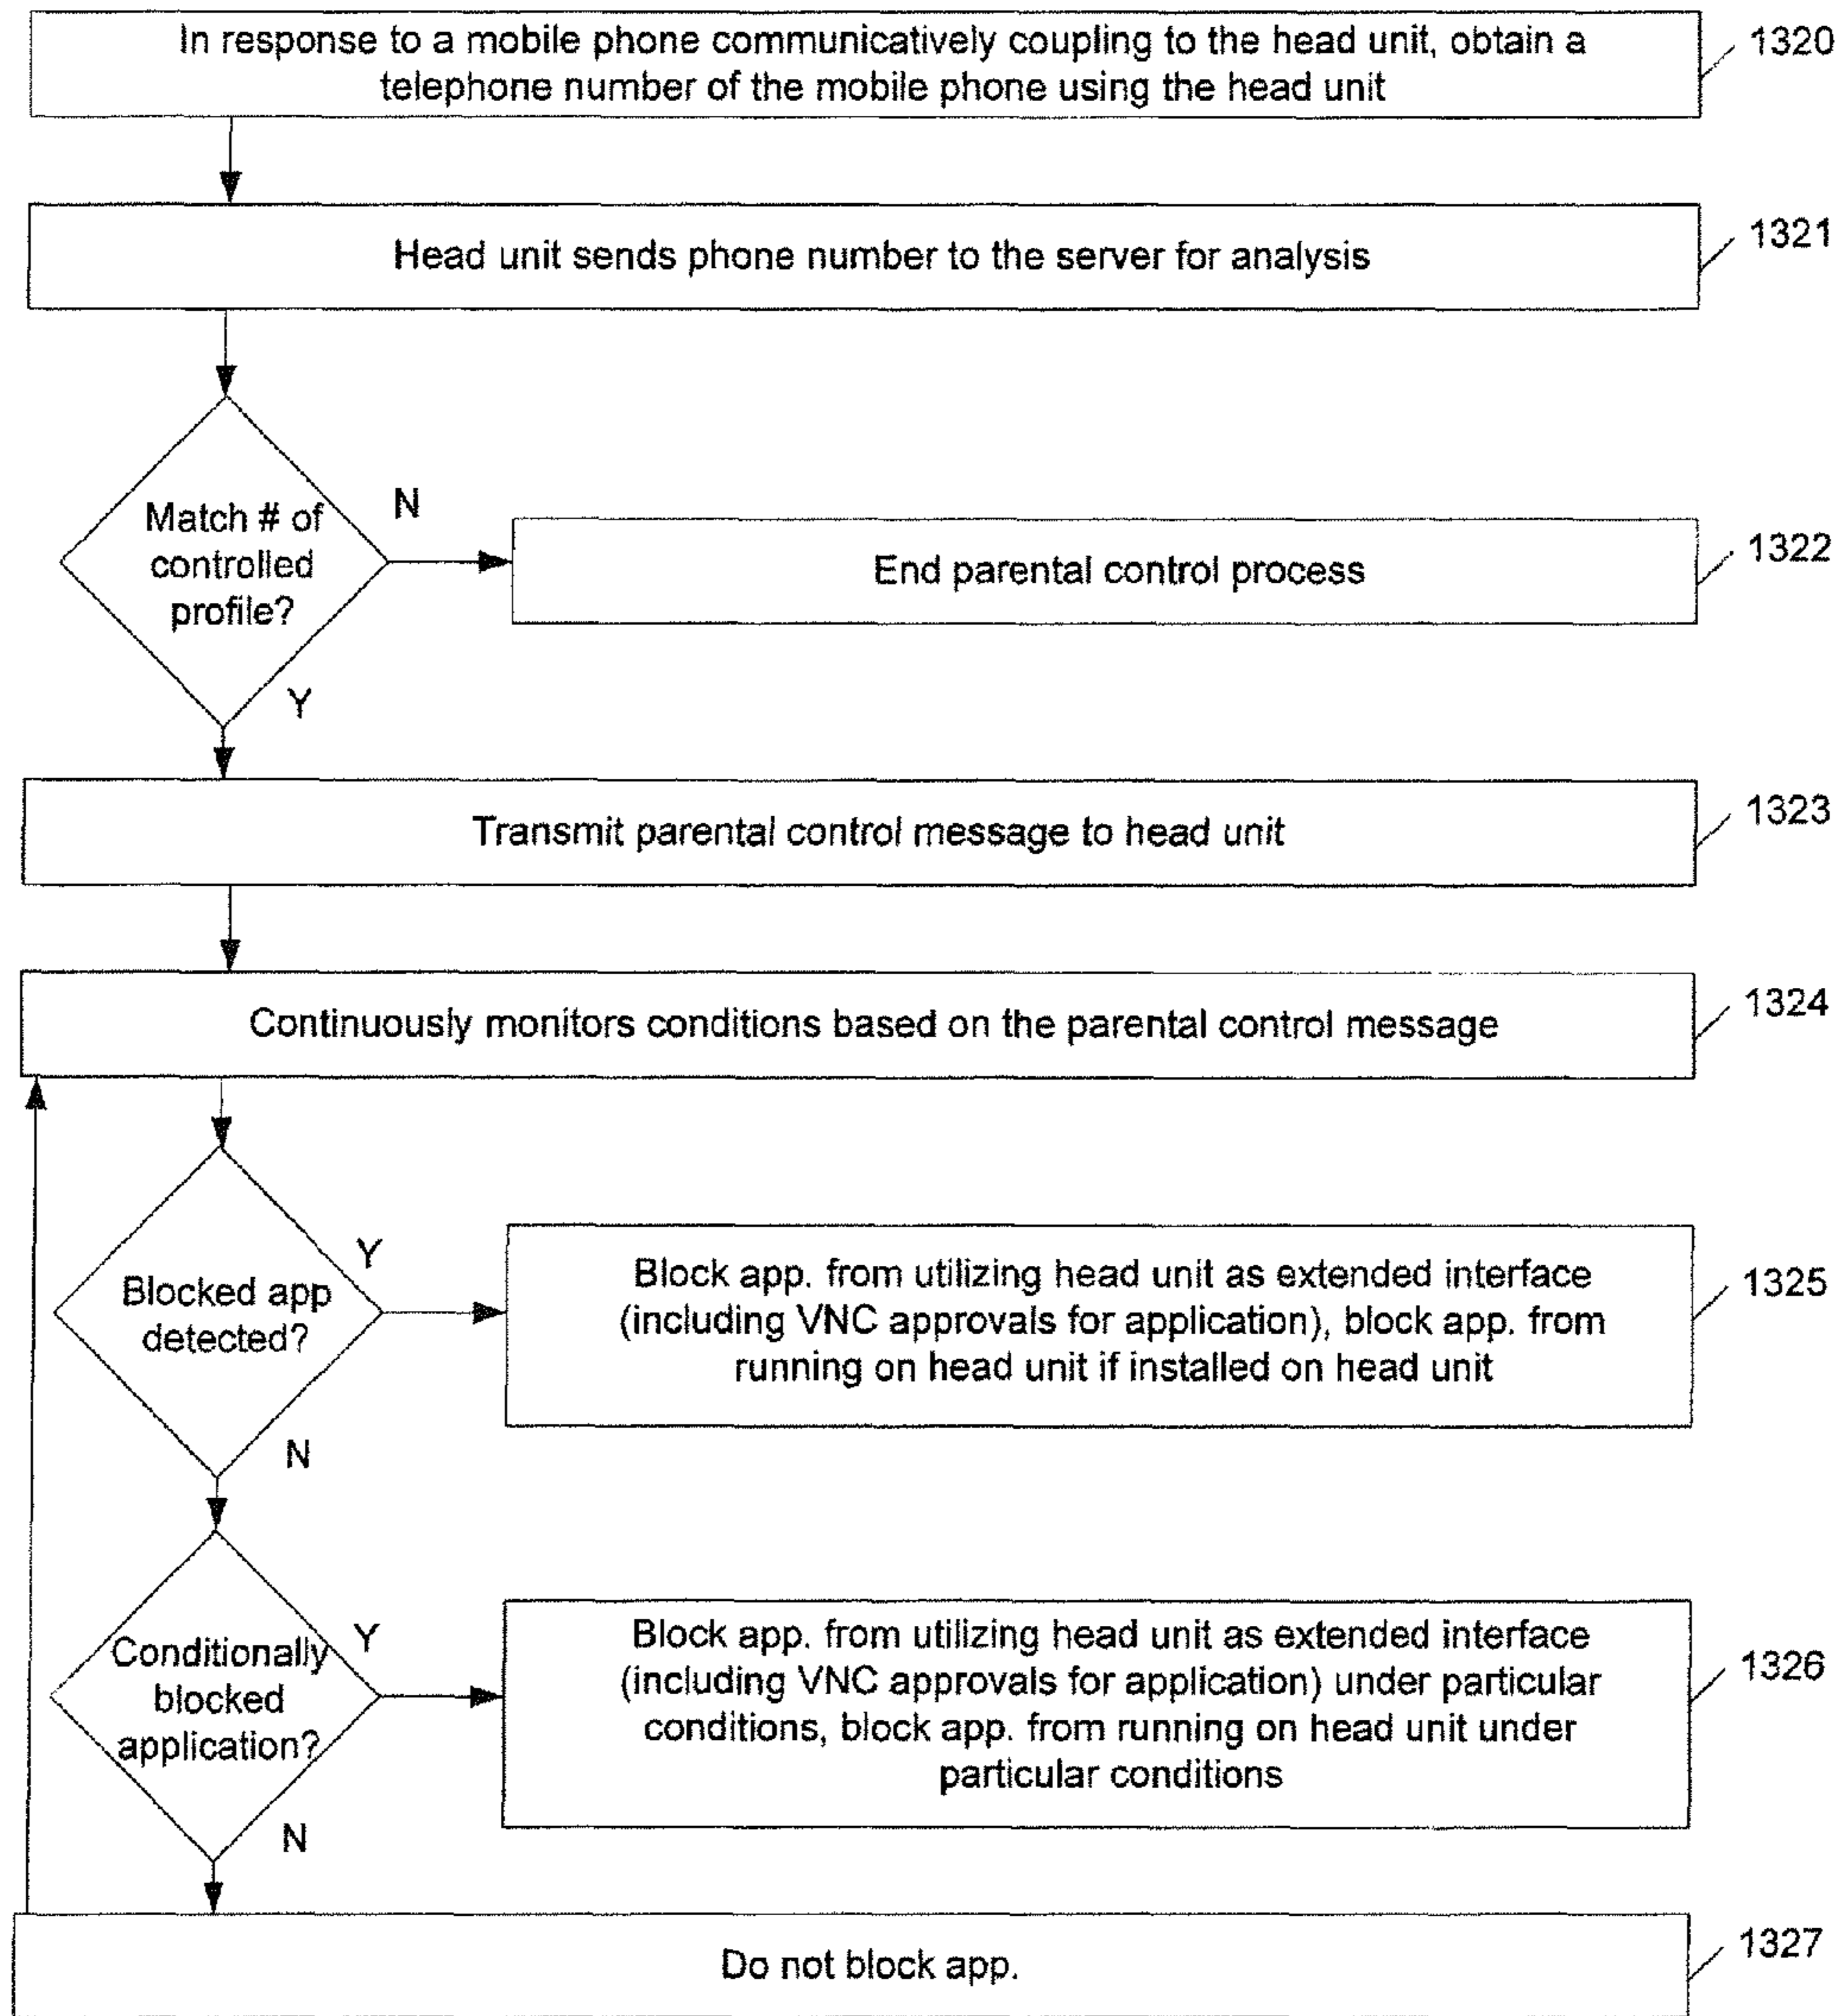 In response to a mobile phone communicatively coupling to the head unit, obtain a
telephone number of the mobile phone using the head unit
1320
Head unit sends phone number to the server for analysis
1321
Match # of
controlled
profile?
N
End parental control process
1322
Y
Transmit parental control message to head unit
1323
Continuously monitors conditions based on the parental control message
1324
Blocked app
detected?
Y
Block app. from utilizing head unit as extended interface
(including VNC approvals for application), block app. from
running on head unit if installed on head unit
1325
N
Conditionally
blocked
application?
Y
Block app. from utilizing head unit as extended interface
(including VNC approvals for application) under particular
conditions, block app. from running on head unit under
particular conditions
1326
N
Do not block app.
1327